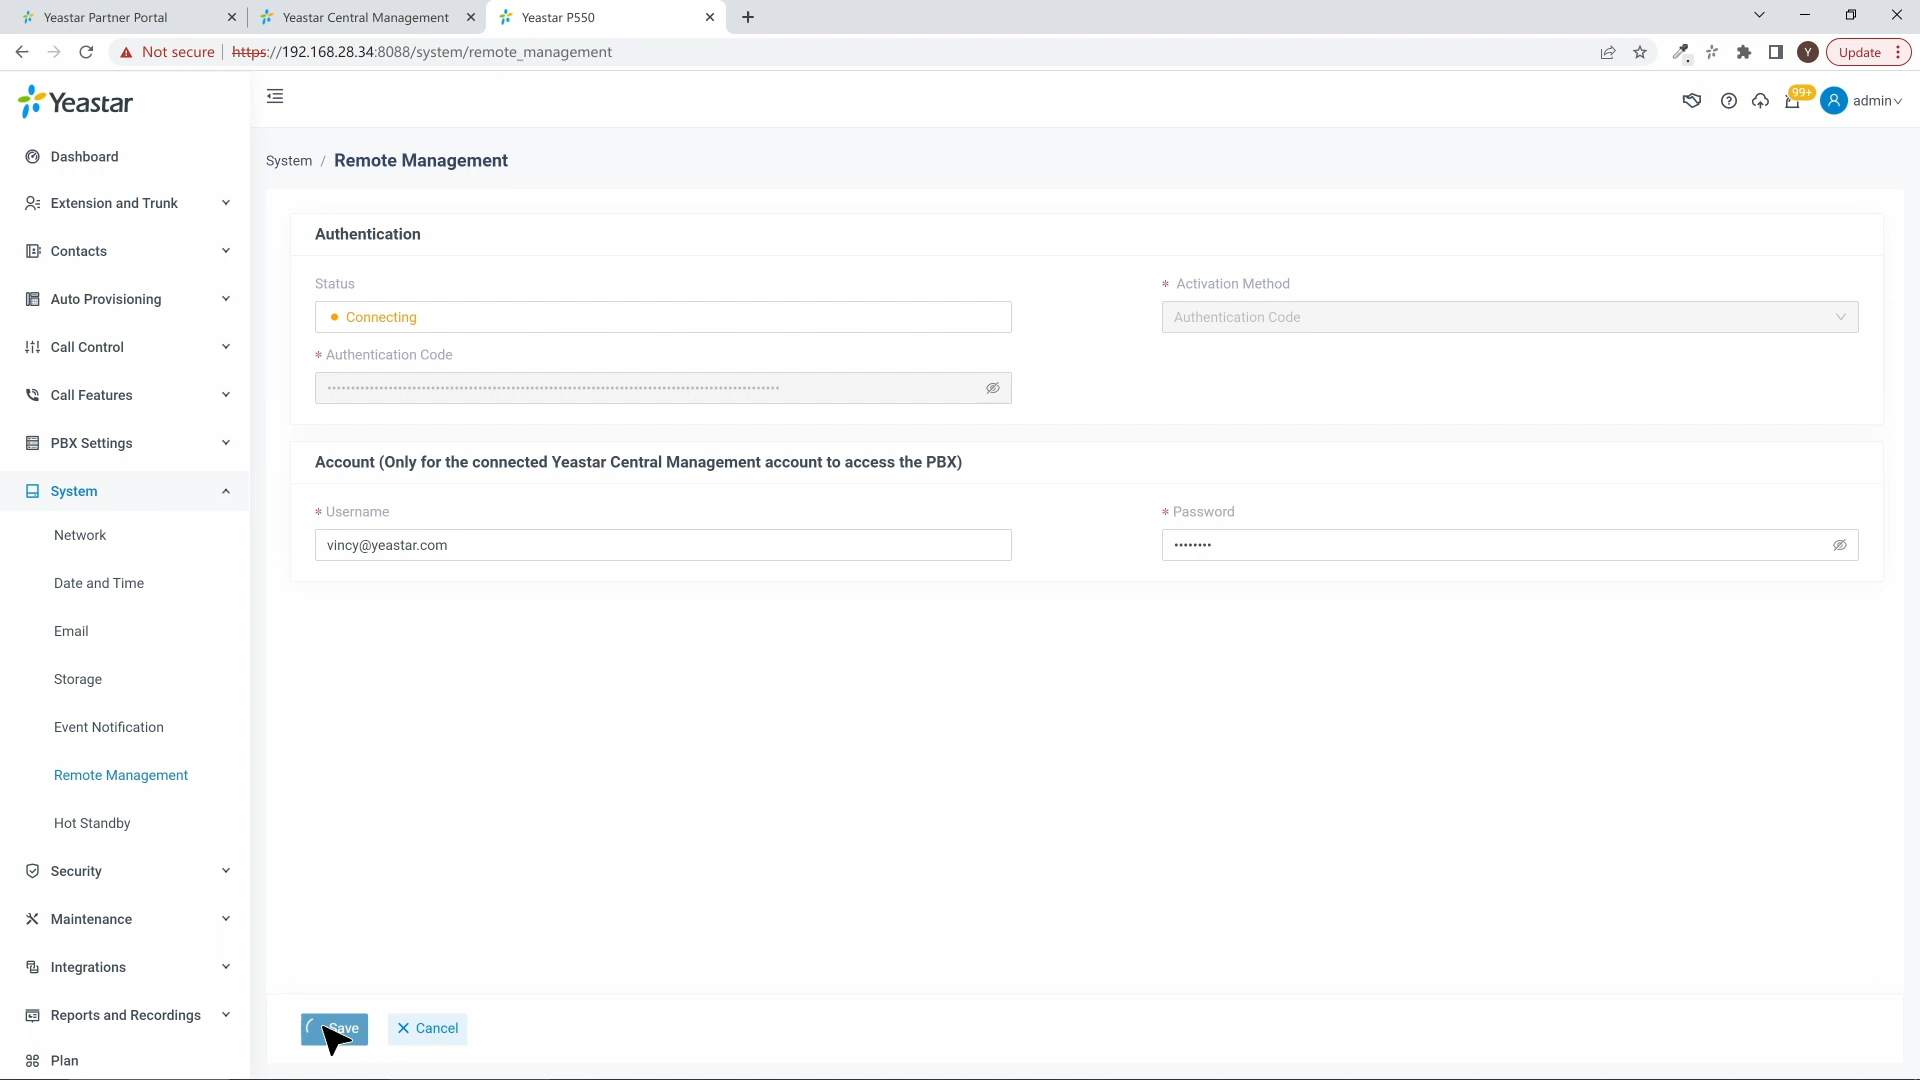 Yeastar Partner Portal
Yeastar Central Management
Yeastar P550
Not secure
https://192.168.28.34:8088/system/remote_management
Y
Update
Yeastar
99+
admin
Dashboard
System / Remote Management
Extension and Trunk
Contacts
Auto Provisioning
Call Control
Call Features
PBX Settings
System
Network
Date and Time
Email
Storage
Event Notification
Remote Management
Hot Standby
Security
Maintenance
Integrations
Reports and Recordings
Plan
Authentication
Status
* Activation Method
Connecting
Authentication Code
* Authentication Code
Account (Only for the connected Yeastar Central Management account to access the PBX)
* Username
* Password
vincy@yeastar.com
Save
Cancel